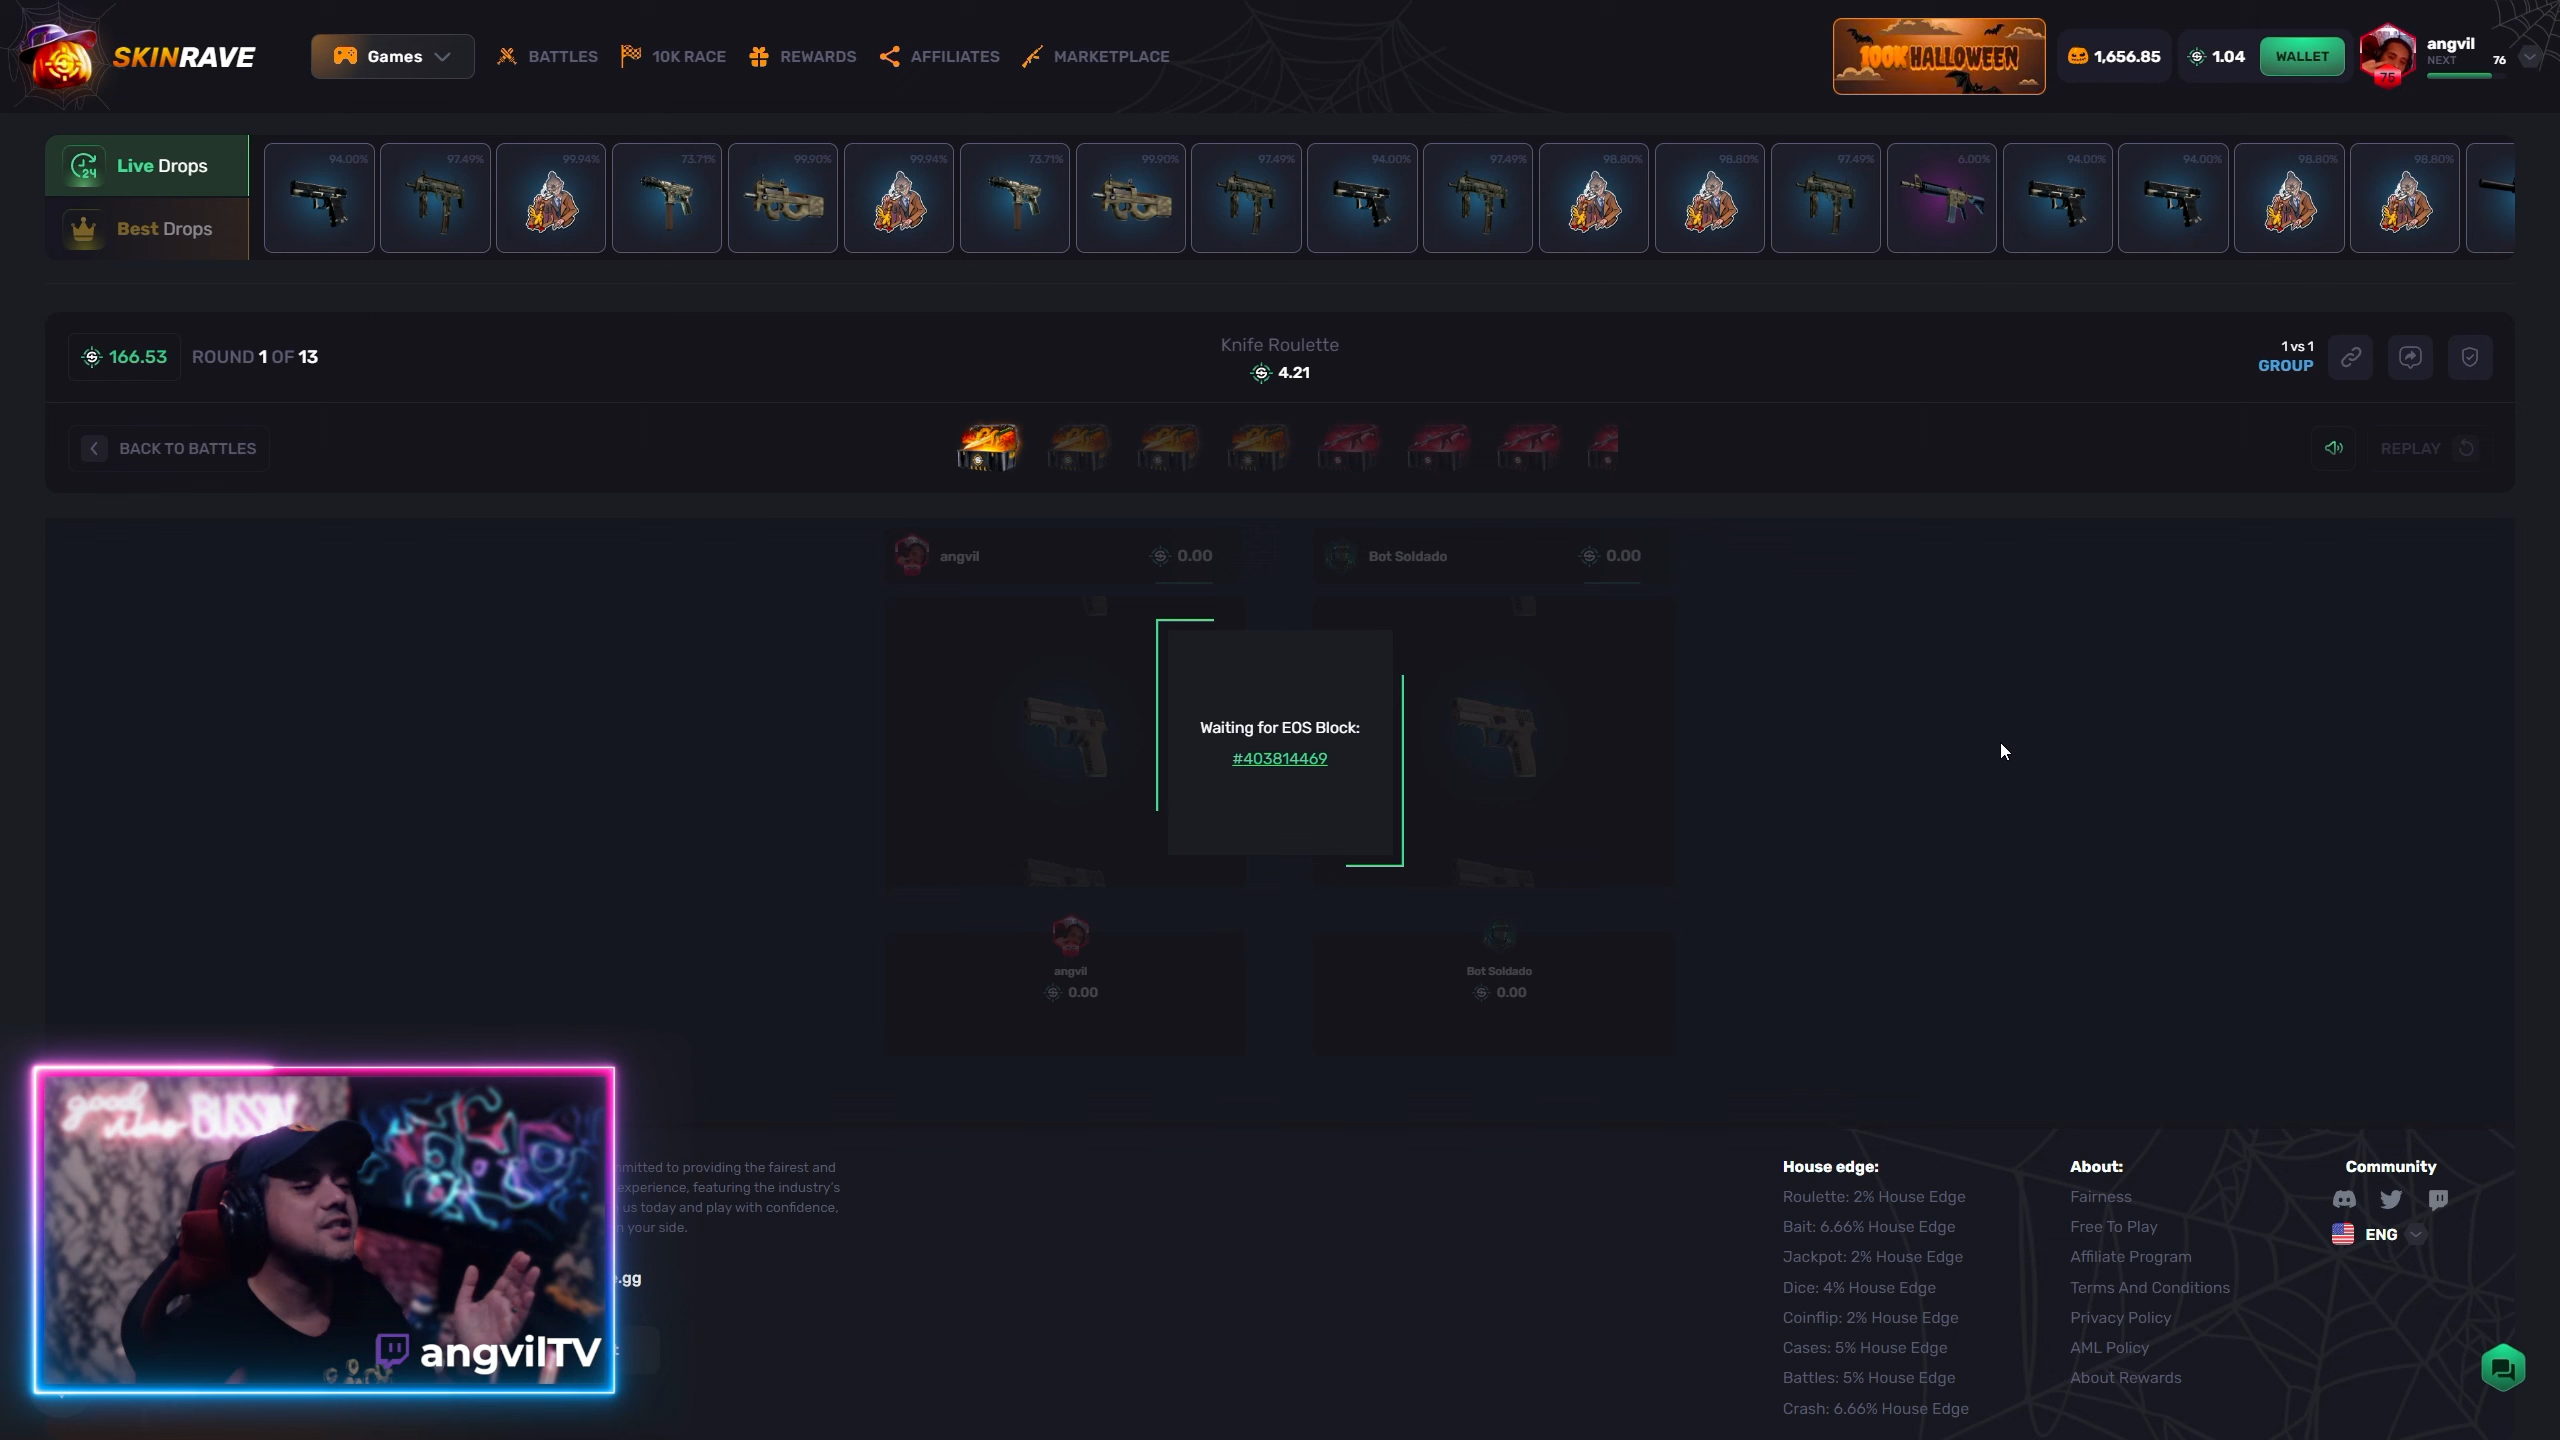 SKINRAVE
Games
BATTLES
10K RACE
REWARDS
AFFILIATES
MARKETPLACE
100K HALLOWEEN
1,656.85
1.04
WALLET
75
angvil
NEXT 76
Live Drops
24
Best Drops
94.00%
97.49%
99.94%
73.71%
99.90%
99.94%
73.71%
99.90%
97.49%
94.00%
97.49%
98.80%
98.80%
97.49%
6.00%
94.00%
94.00%
98.80%
98.80%
166.53
ROUND 1 OF 13
Knife Roulette
4.21
1 vs 1
GROUP
BACK TO BATTLES
REPLAY
angvil
0.00
Bot Soldado
0.00
Waiting for EOS Block:
#403814469
angvil
0.00
Bot Soldado
0.00
good vibes
BUSSIN
angvilTV
mmitted to providing the fairest and
experience, featuring the industry's
us today and play with confidence,
n your side.
.gg
House edge:
Roulette: 2% House Edge
Bait: 6.66% House Edge
Jackpot: 2% House Edge
Dice: 4% House Edge
Coinflip: 2% House Edge
Cases: 5% House Edge
Battles: 5% House Edge
Crash: 6.66% House Edge
About:
Fairness
Free To Play
Affiliate Program
Terms And Conditions
Privacy Policy
AML Policy
About Rewards
Community
ENG